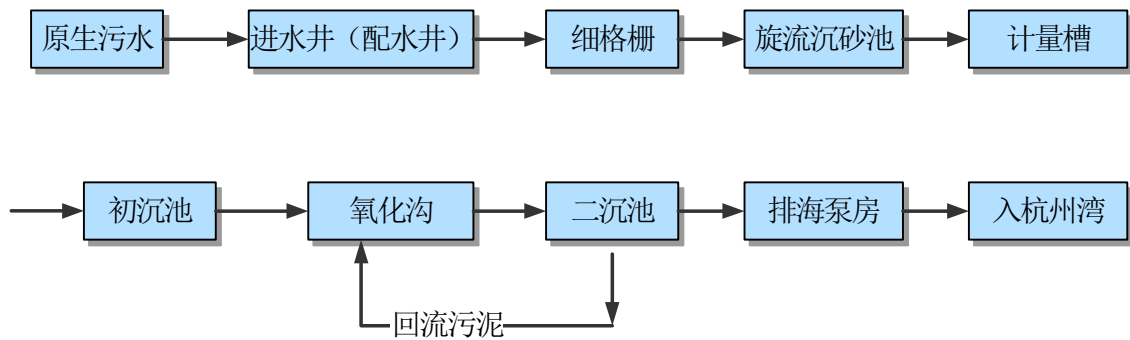 原生污水
进水井（配水井）
细格栅
旋流沉砂池
计量槽
初沉池
氧化沟
二沉池
排海泵房
入杭州湾
回流污泥